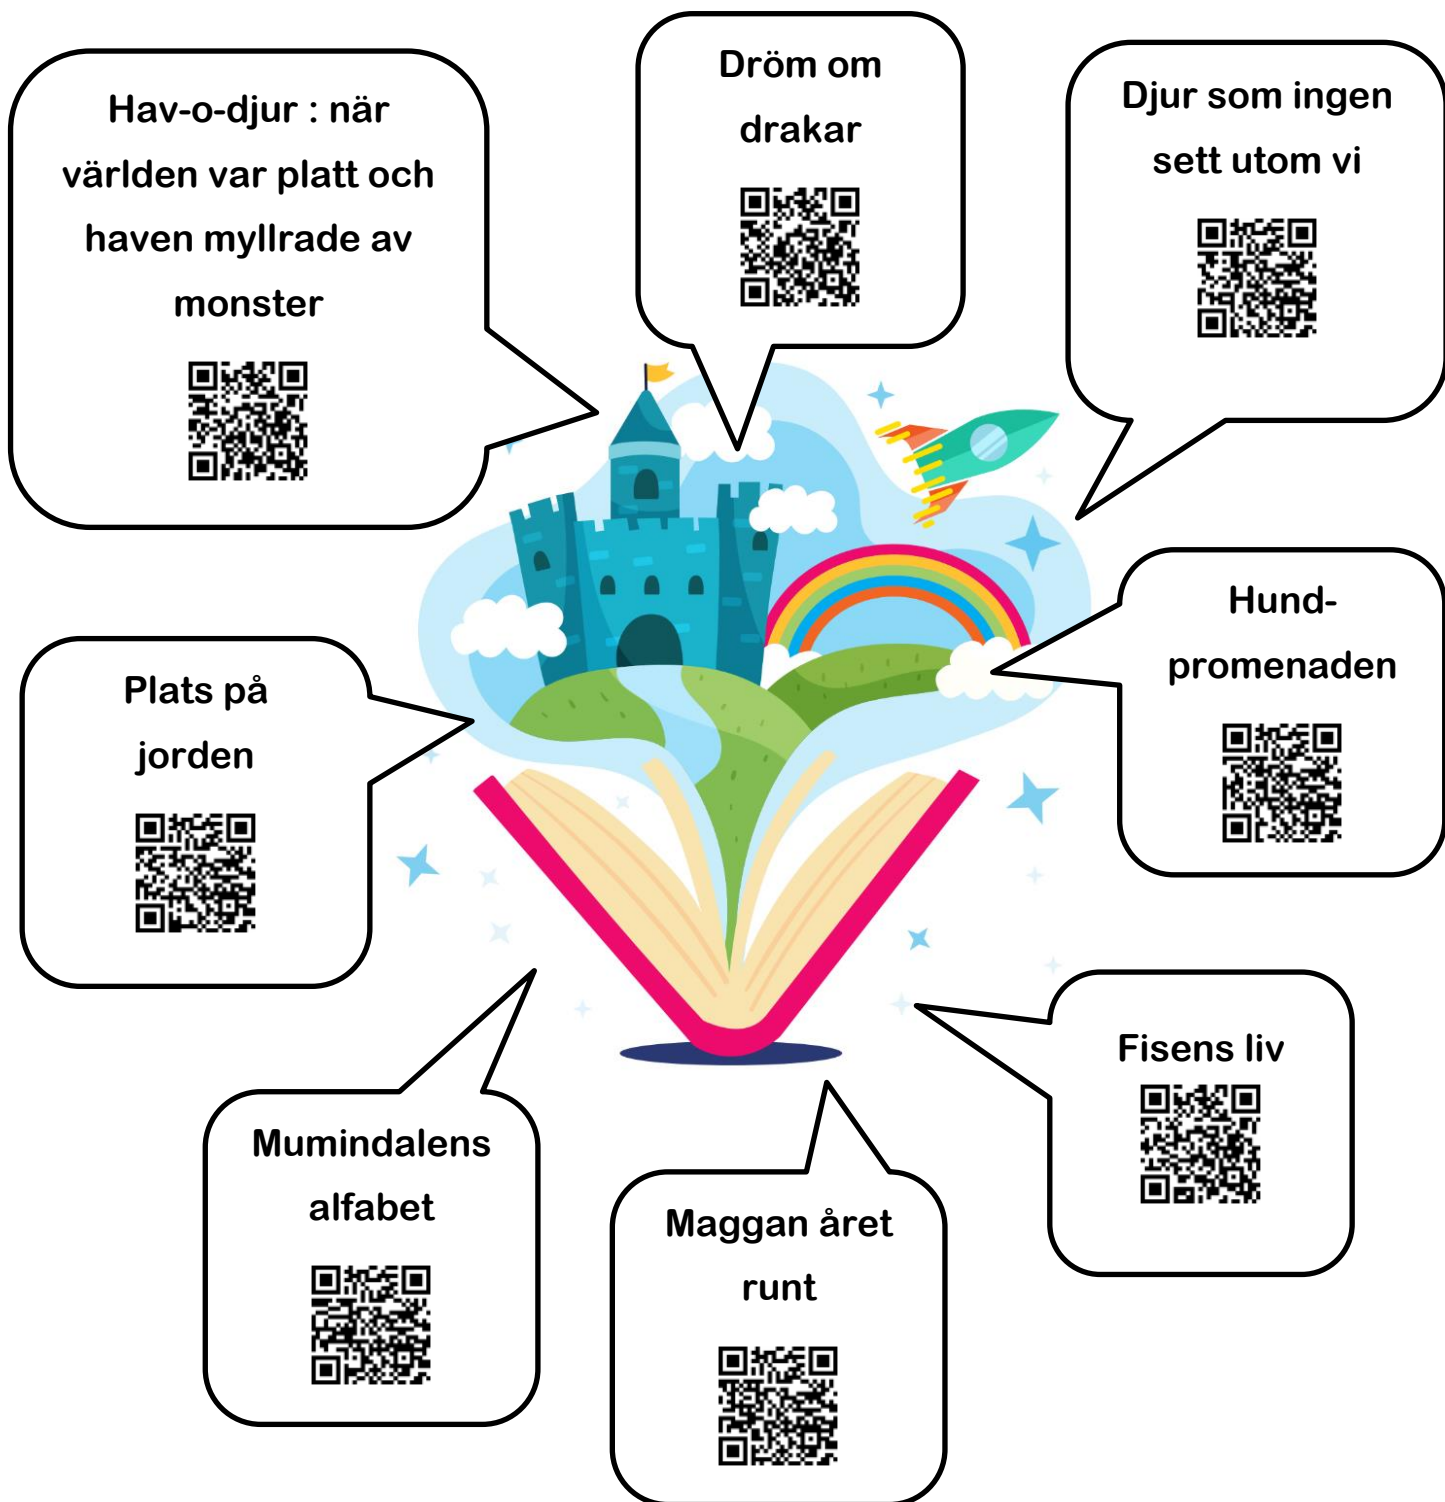 Hav-o-djur : när
världen var platt och
haven myllrade av
monster
Dröm om
drakar
Djur som ingen
sett utom vi
Hund-
promenaden
Plats på
jorden
Fisens liv
Mumindalens
alfabet
Maggan året
runt